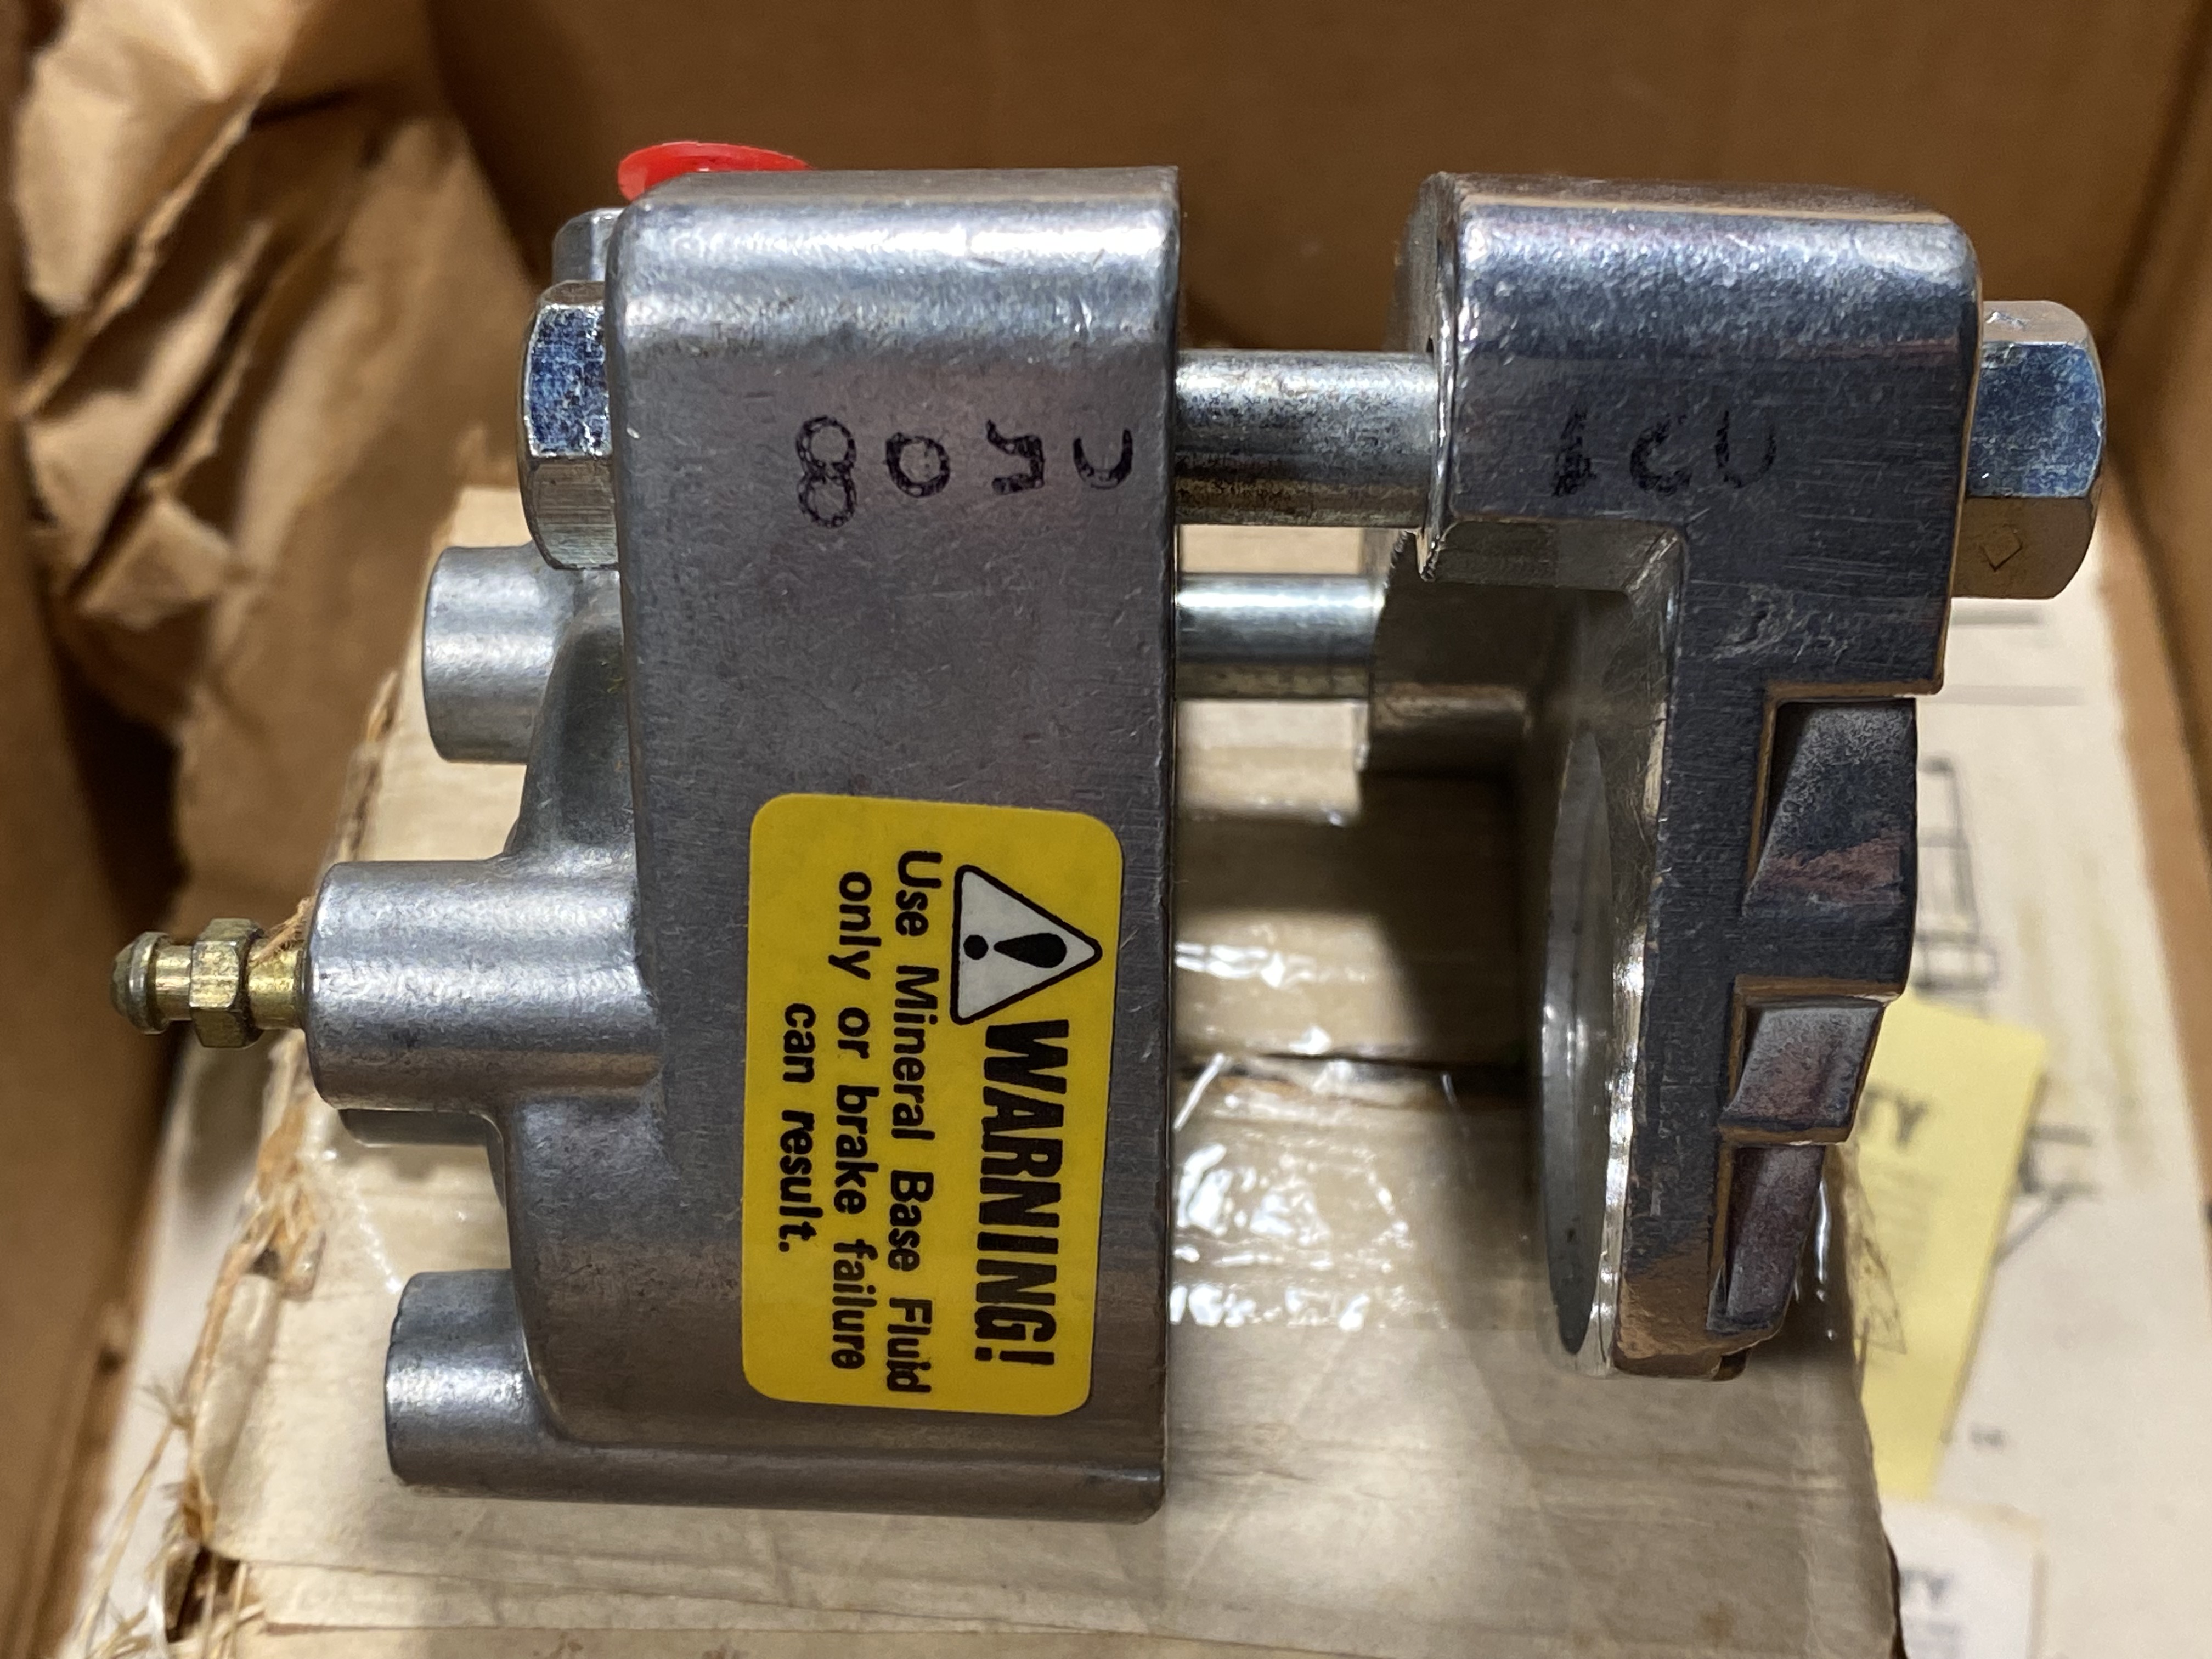 WARNING!
Use Mineral Base Fluid
only or brake failure
can result.